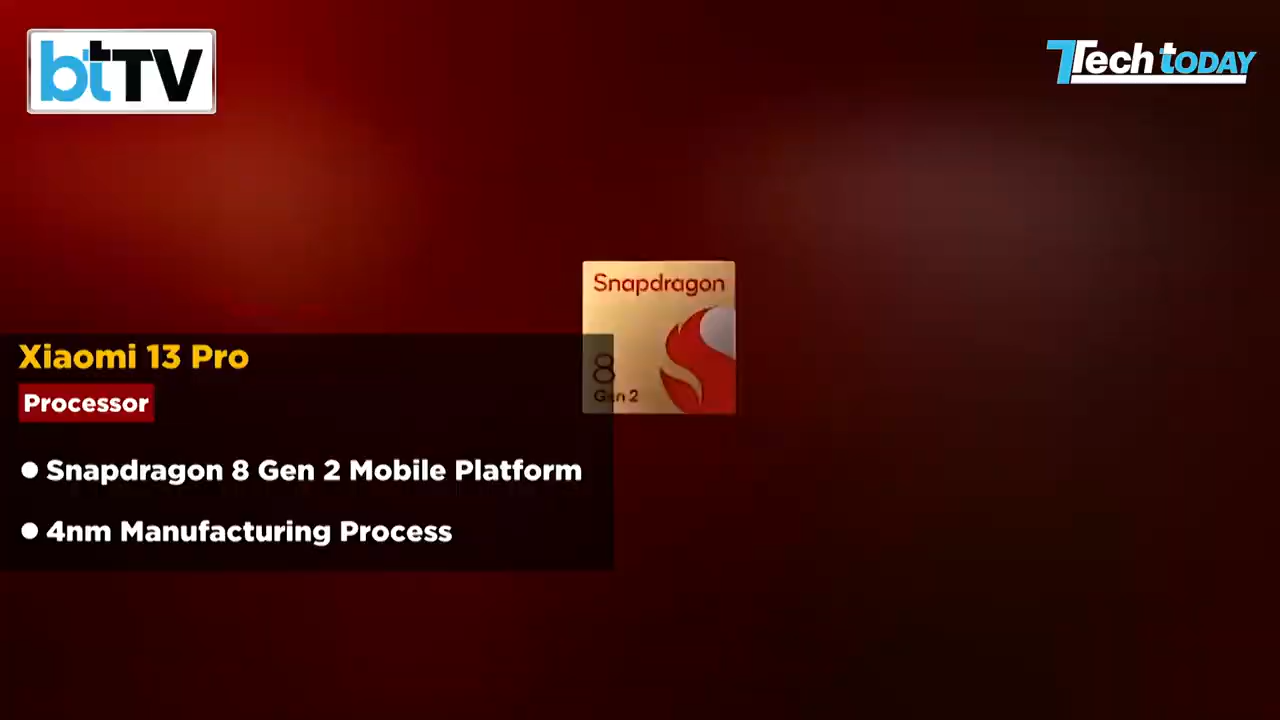 btTV
Tech today
Snapdragon
8
Gen 2
Xiaomi 13 Pro
Processor
● Snapdragon 8 Gen 2 Mobile Platform
● 4nm Manufacturing Process